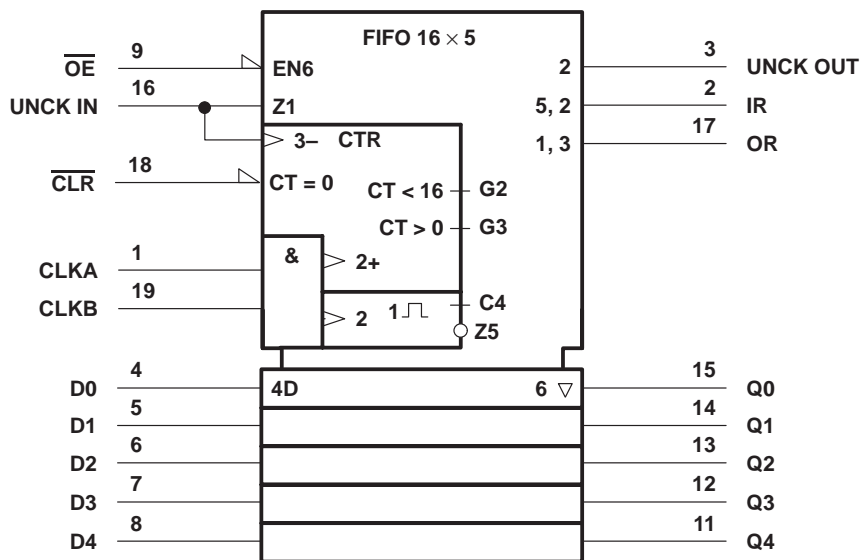 FIFO 16 × 5
OE 9 EN6 2 3 UNCK OUT
UNCK IN 16 Z1 5, 2 2 IR
1, 3 17 OR
3– CTR
CLR 18 CT = 0
CT < 16 G2
CT > 0 G3
&
CLKA 1 2+
CLKB 19 2 1 C4
Z5
D0 4 4D 6 ▽ 15 Q0
D1 5 14 Q1
D2 6 13 Q2
D3 7 12 Q3
D4 8 11 Q4